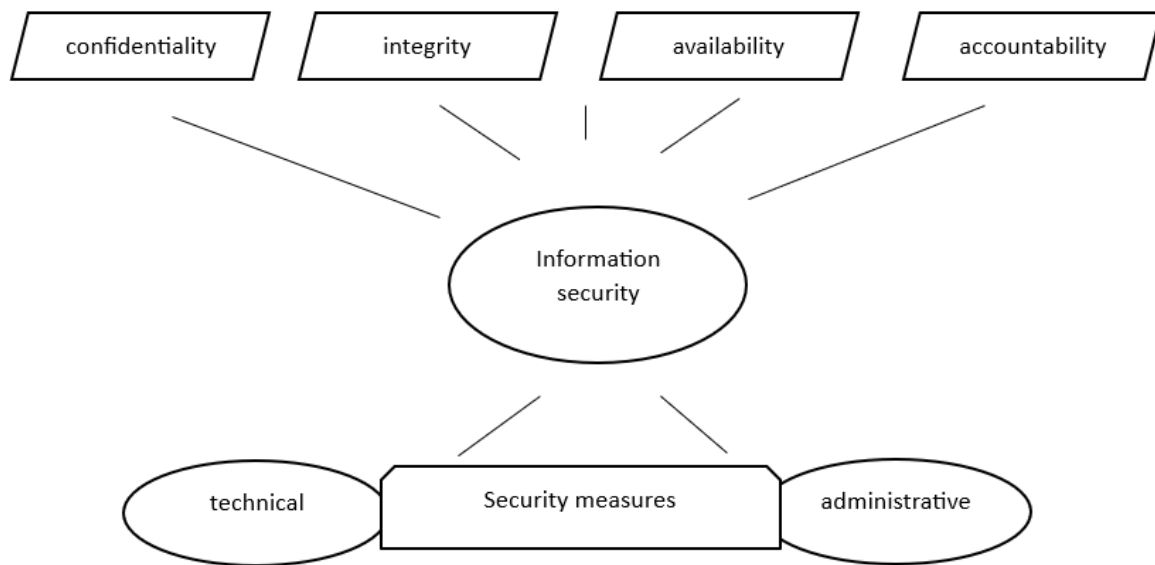 confidentiality
integrity
availability
accountability
Information
security
technical
Security measures
administrative